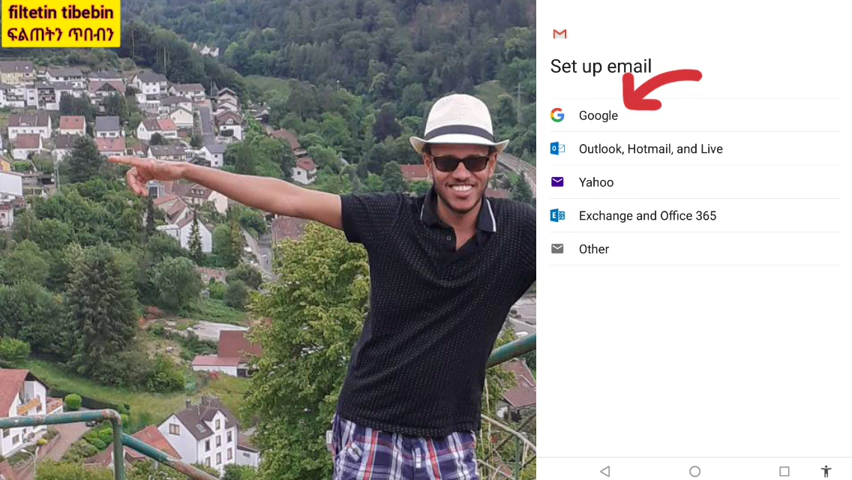 filtetin tibebin
ፍልጠትን ጥበብን
Set up email
Google
Outlook, Hotmail, and Live
Yahoo
Exchange and Office 365
Other